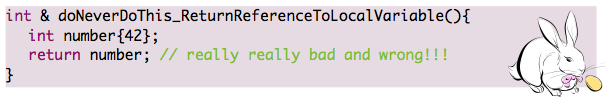 int & doNeverDoThis_ReturnReferenceToLocalVariable(){
int number{42};
return number; // really really bad and wrong!!!
}